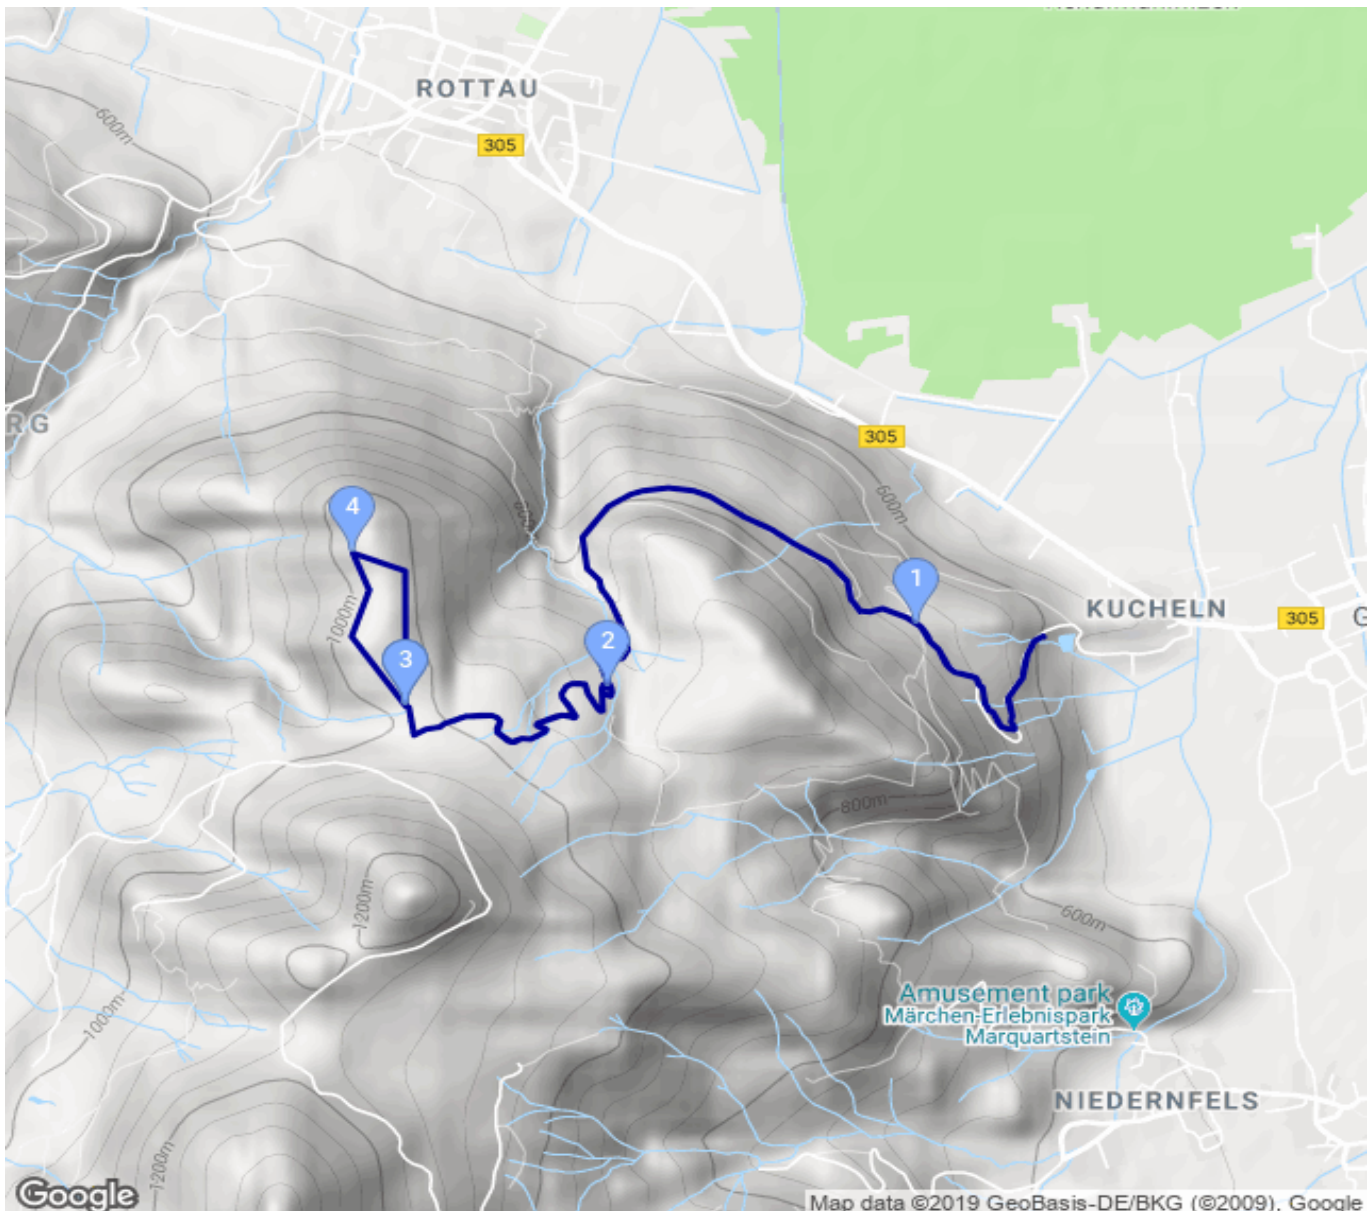 ROTTAU
600m
305
RG
305
600m
4
1000m
1
KUCHELN
305
G
2
3
800m
1200m
600m
Amusement park
Märchen-Erlebnispark
Marquartstein
1000m
NIEDERNFELS
1200m
Google
Map data ©2019 GeoBasis-DE/BKG (©2009), Google